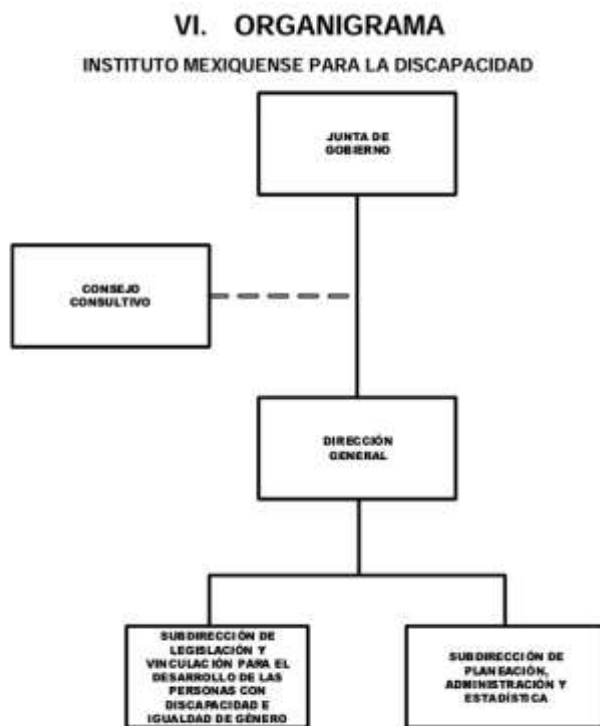 VI. ORGANIGRAMA
INSTITUTO MEXIQUENSE PARA LA DISCAPACIDAD
JUNTA DE
GOBIERNO
CONSEJO
CONSULTIVO
DIRECCIÓN
GENERAL
SUBDIRECCIÓN DE
LEGISLACIÓN Y
VINCULACIÓN PARA EL
DESARROLLO DE LAS
PERSONAS CON
DISCAPACIDAD E
IGUALDAD DE GÉNERO
SUBDIRECCIÓN DE
PLANEACIÓN,
ADMINISTRACIÓN Y
ESTADÍSTICA